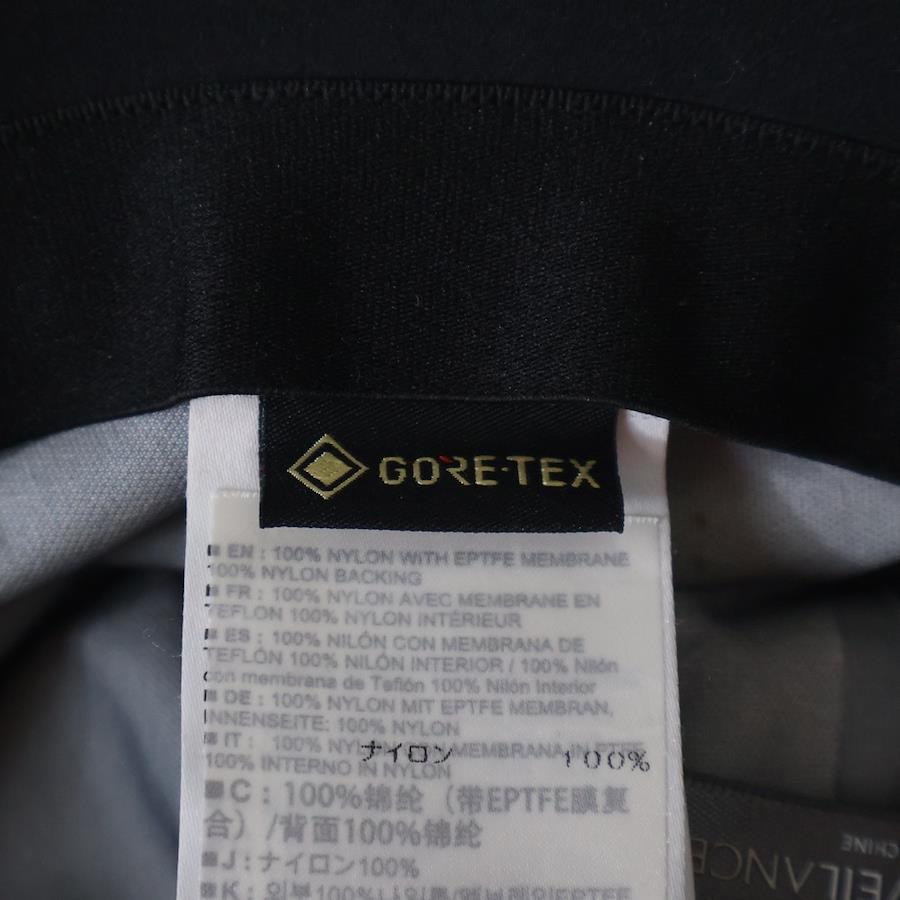 GORE-TEX
■ EN : 100% NYLON WITH EPTFE MEMBRANE
100% NYLON BACKING
■ FR : 100% NYLON AVEC MEMBRANE EN
TEFLON 100% NYLON INTÉRIEUR
■ ES : 100% NILÓN CON MEMBRANA DE
TEFLÓN 100% NILÓN INTERIOR / 100% Nilón
con membrana de Teflón 100% Nilón Interior
■ DE : 100% NYLON MIT EPTFE MEMBRAN,
INNENSEITE: 100% NYLON
■ IT : 100% MEMBRANA IN
ナイロン 100%
100% INTERNO IN NYLON
■ C : 100%锦纶（带EPTFE膜复
合）/背面100%锦纶
■ J : ナイロン100%
■ K :
VEILANCE